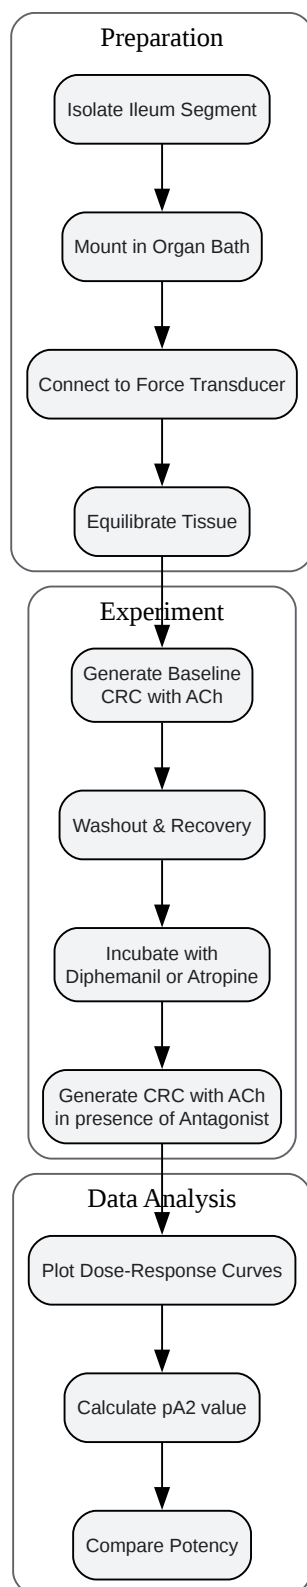 Preparation
Isolate Ileum Segment
Mount in Organ Bath
Connect to Force Transducer
Equilibrate Tissue
Experiment
Generate Baseline
CRC with ACh
Washout & Recovery
Incubate with
Diphemanil or Atropine
Generate CRC with ACh
in presence of Antagonist
Data Analysis
Plot Dose-Response Curves
Calculate pA2 value
Compare Potency